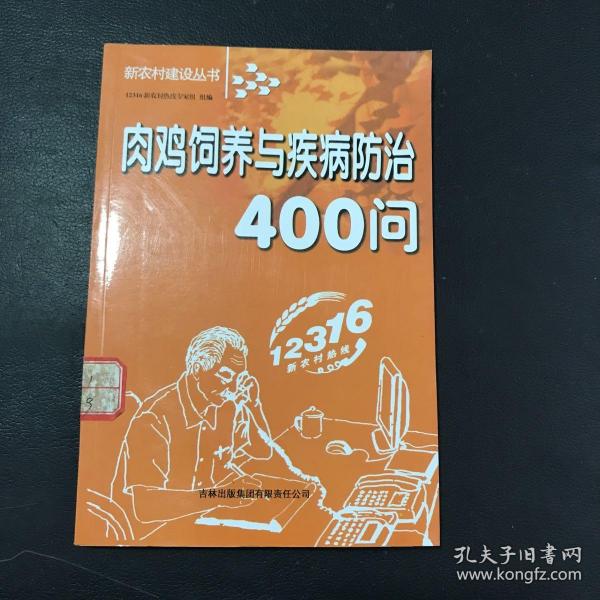 新农村建设丛书
12316新农村热线专家组 组编
肉鸡饲养与疾病防治
400问
12316
新农村热线
吉林出版集团有限责任公司
1
9
孔夫子旧书网
www.kongfz.com